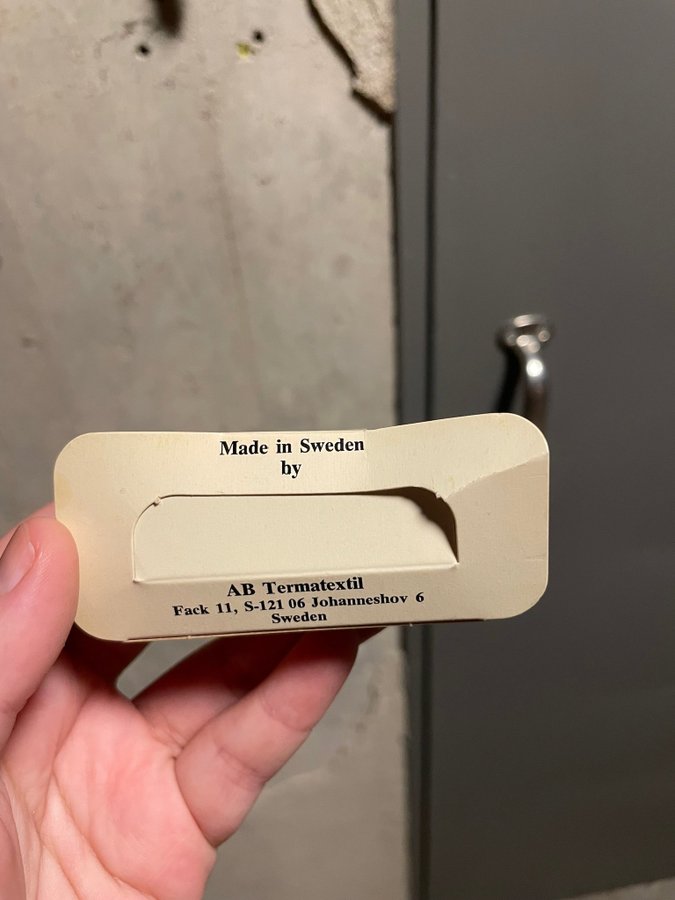 Made in Sweden
by
AB Termatextil
Fack 11, S-121 06 Johanneshov 6
Sweden